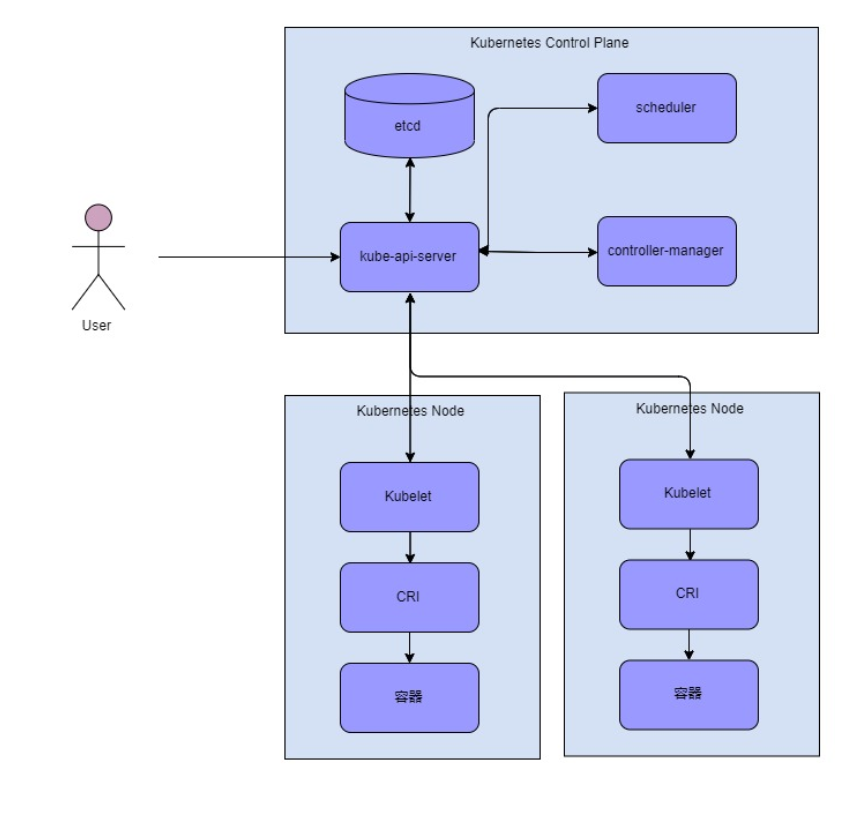 Kubernetes Control Plane
etcd
scheduler
kube-api-server
controller-manager
User
Kubernetes Node
Kubelet
CRI
容器
Kubernetes Node
Kubelet
CRI
容器